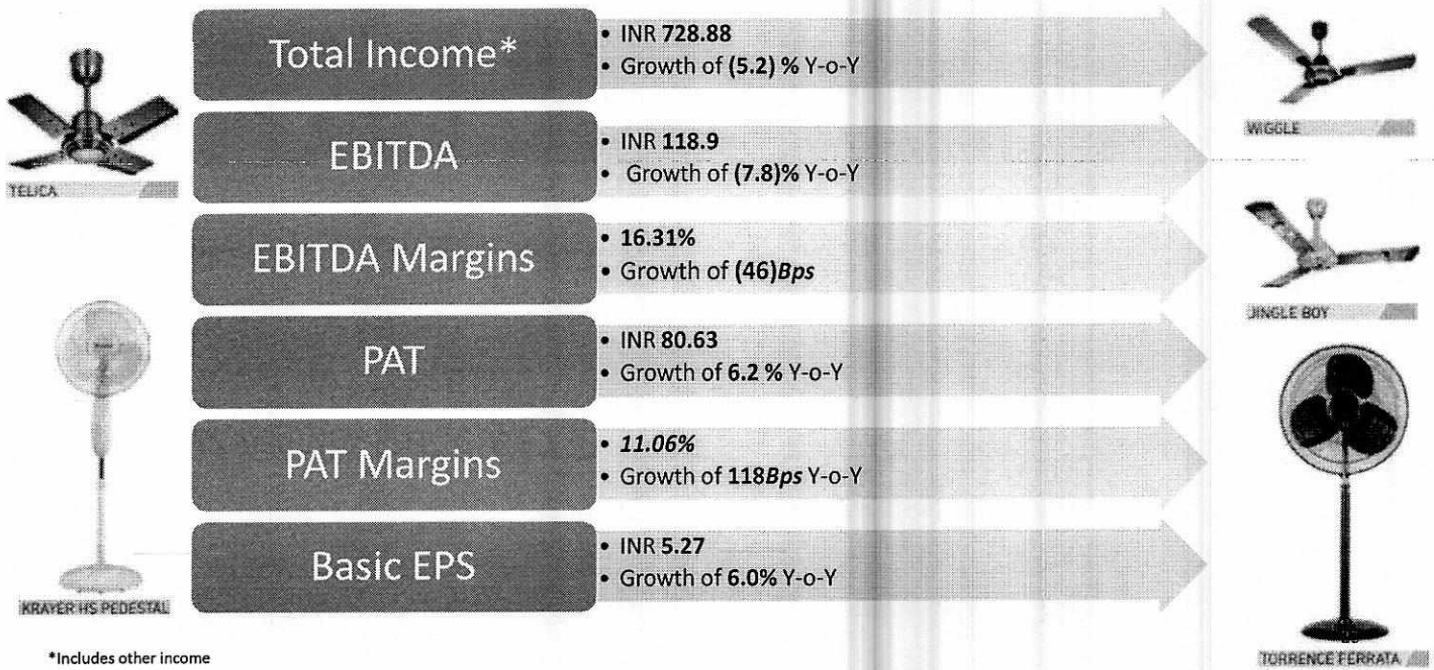 Total Income*
• INR 728.88
• Growth of (5.2) % Y-o-Y
EBITDA
• INR 118.9
• Growth of (7.8)% Y-o-Y
EBITDA Margins
• 16.31%
• Growth of (46)Bps
PAT
• INR 80.63
• Growth of 6.2 % Y-o-Y
PAT Margins
• 11.06%
• Growth of 118Bps Y-o-Y
Basic EPS
• INR 5.27
• Growth of 6.0% Y-o-Y
TELICA
KRAYER HS PEDESTAL
WIGGLE
JINGLE BOY
TORRENCE FERRATA
*Includes other income